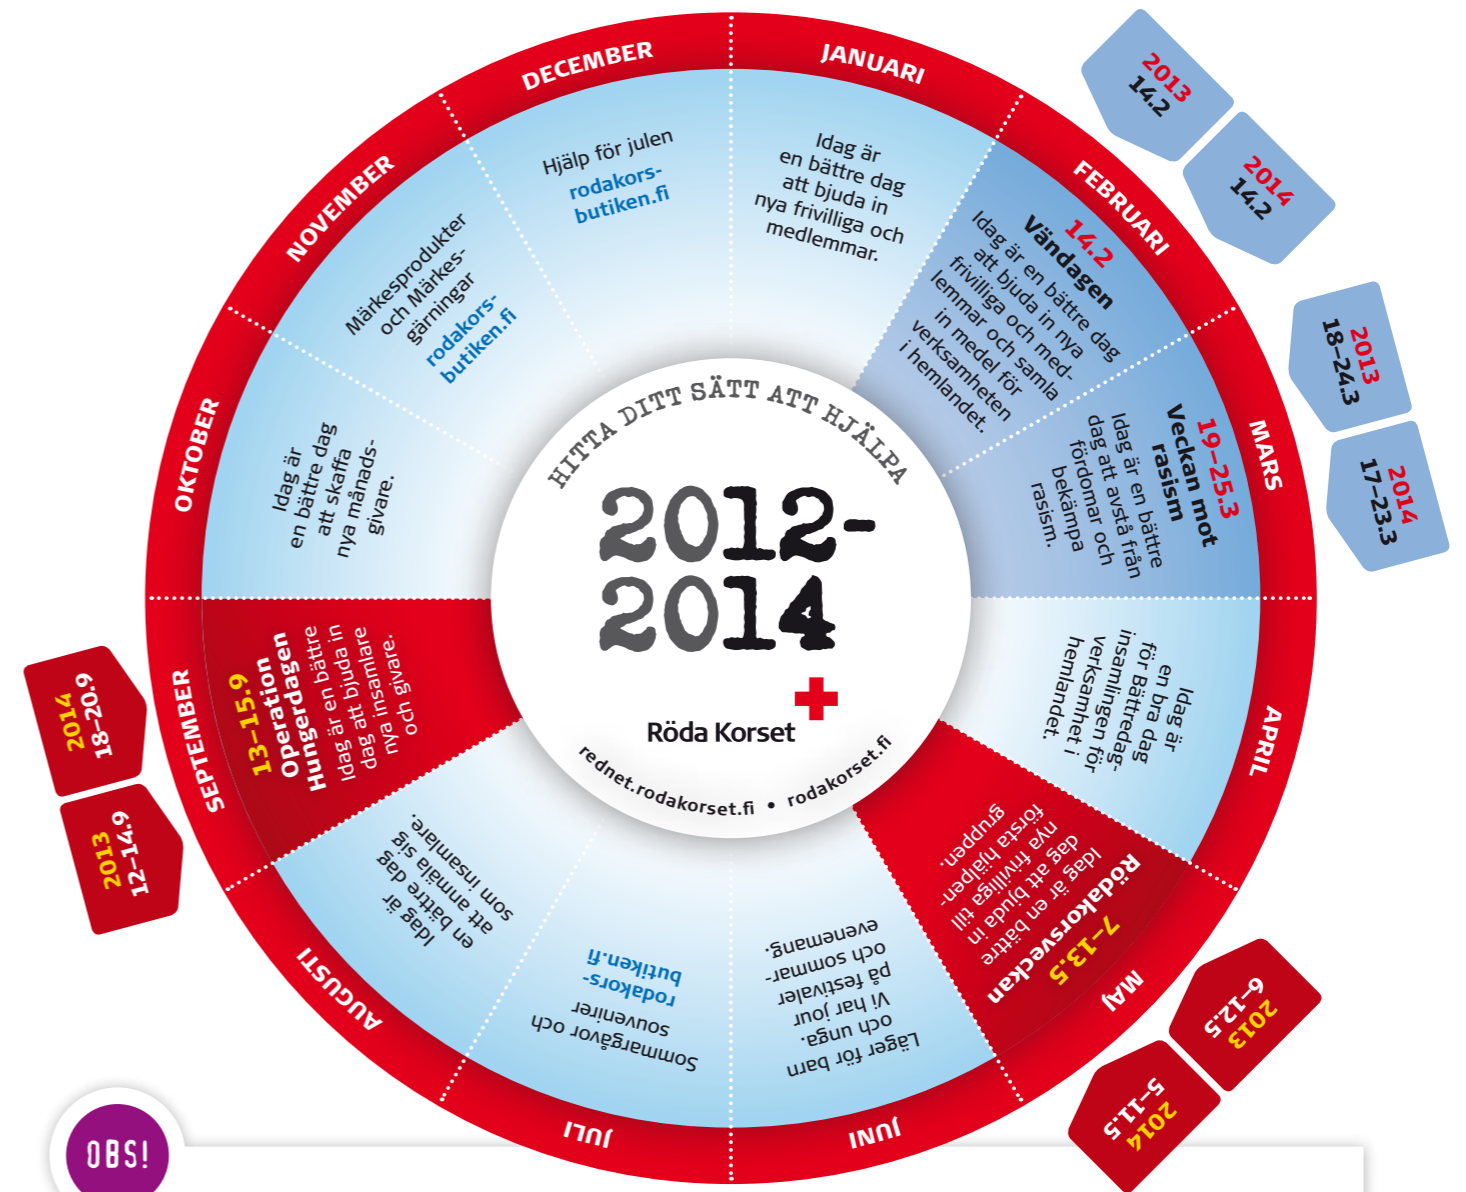 HITTA DITT SÄTT ATT HJÄLPA
2012-
2014
Röda Korset
rednet.rodakorset.fi • rodakorset.fi
JANUARI
Idag är
en bättre dag
att bjuda in
nya frivilliga och
medlemmar.
FEBRUARI
14.2
Vändagen
Idag är en bättre dag
att bjuda in nya
frivilliga och med-
lemmar och samla
in medel för
verksamheten
i hemlandet.
2013
14.2
2014
14.2
MARS
19–25.3
Veckan mot
rasism
Idag är en bättre
dag att avstå från
fördomar och
bekämpa
rasism.
2013
18–24.3
2014
17–23.3
APRIL
Idag är
en bra dag
för Bättredag-
insamlingen för
verksamhet i
hemlandet.
MAJ
7–13.5
Rödakorsveckan
Idag är en bättre
dag att bjuda in
nya frivilliga till
första hjälpen-
gruppen.
2013
6–12.5
2014
5–11.5
JUNI
Läger för barn
och unga.
Vi har jour
på festivaler
och sommar-
evenemang.
JULI
Sommargåvor och
souvenirer
rodakors-
butiken.fi
AUGUSTI
Idag är
en bättre dag
att anmäla sig
som insamlare.
SEPTEMBER
13–15.9
Operation
Hungerdagen
Idag är en bättre
dag att bjuda in
nya insamlare
och givare.
2013
12–14.9
2014
18-20.9
OKTOBER
Idag är
en bättre dag
att skaffa
nya månads-
givare.
NOVEMBER
Märkesprodukter
och Märkes-
gärningar
rodakors-
butiken.fi
DECEMBER
Hjälp för julen
rodakors-
butiken.fi
OBS!